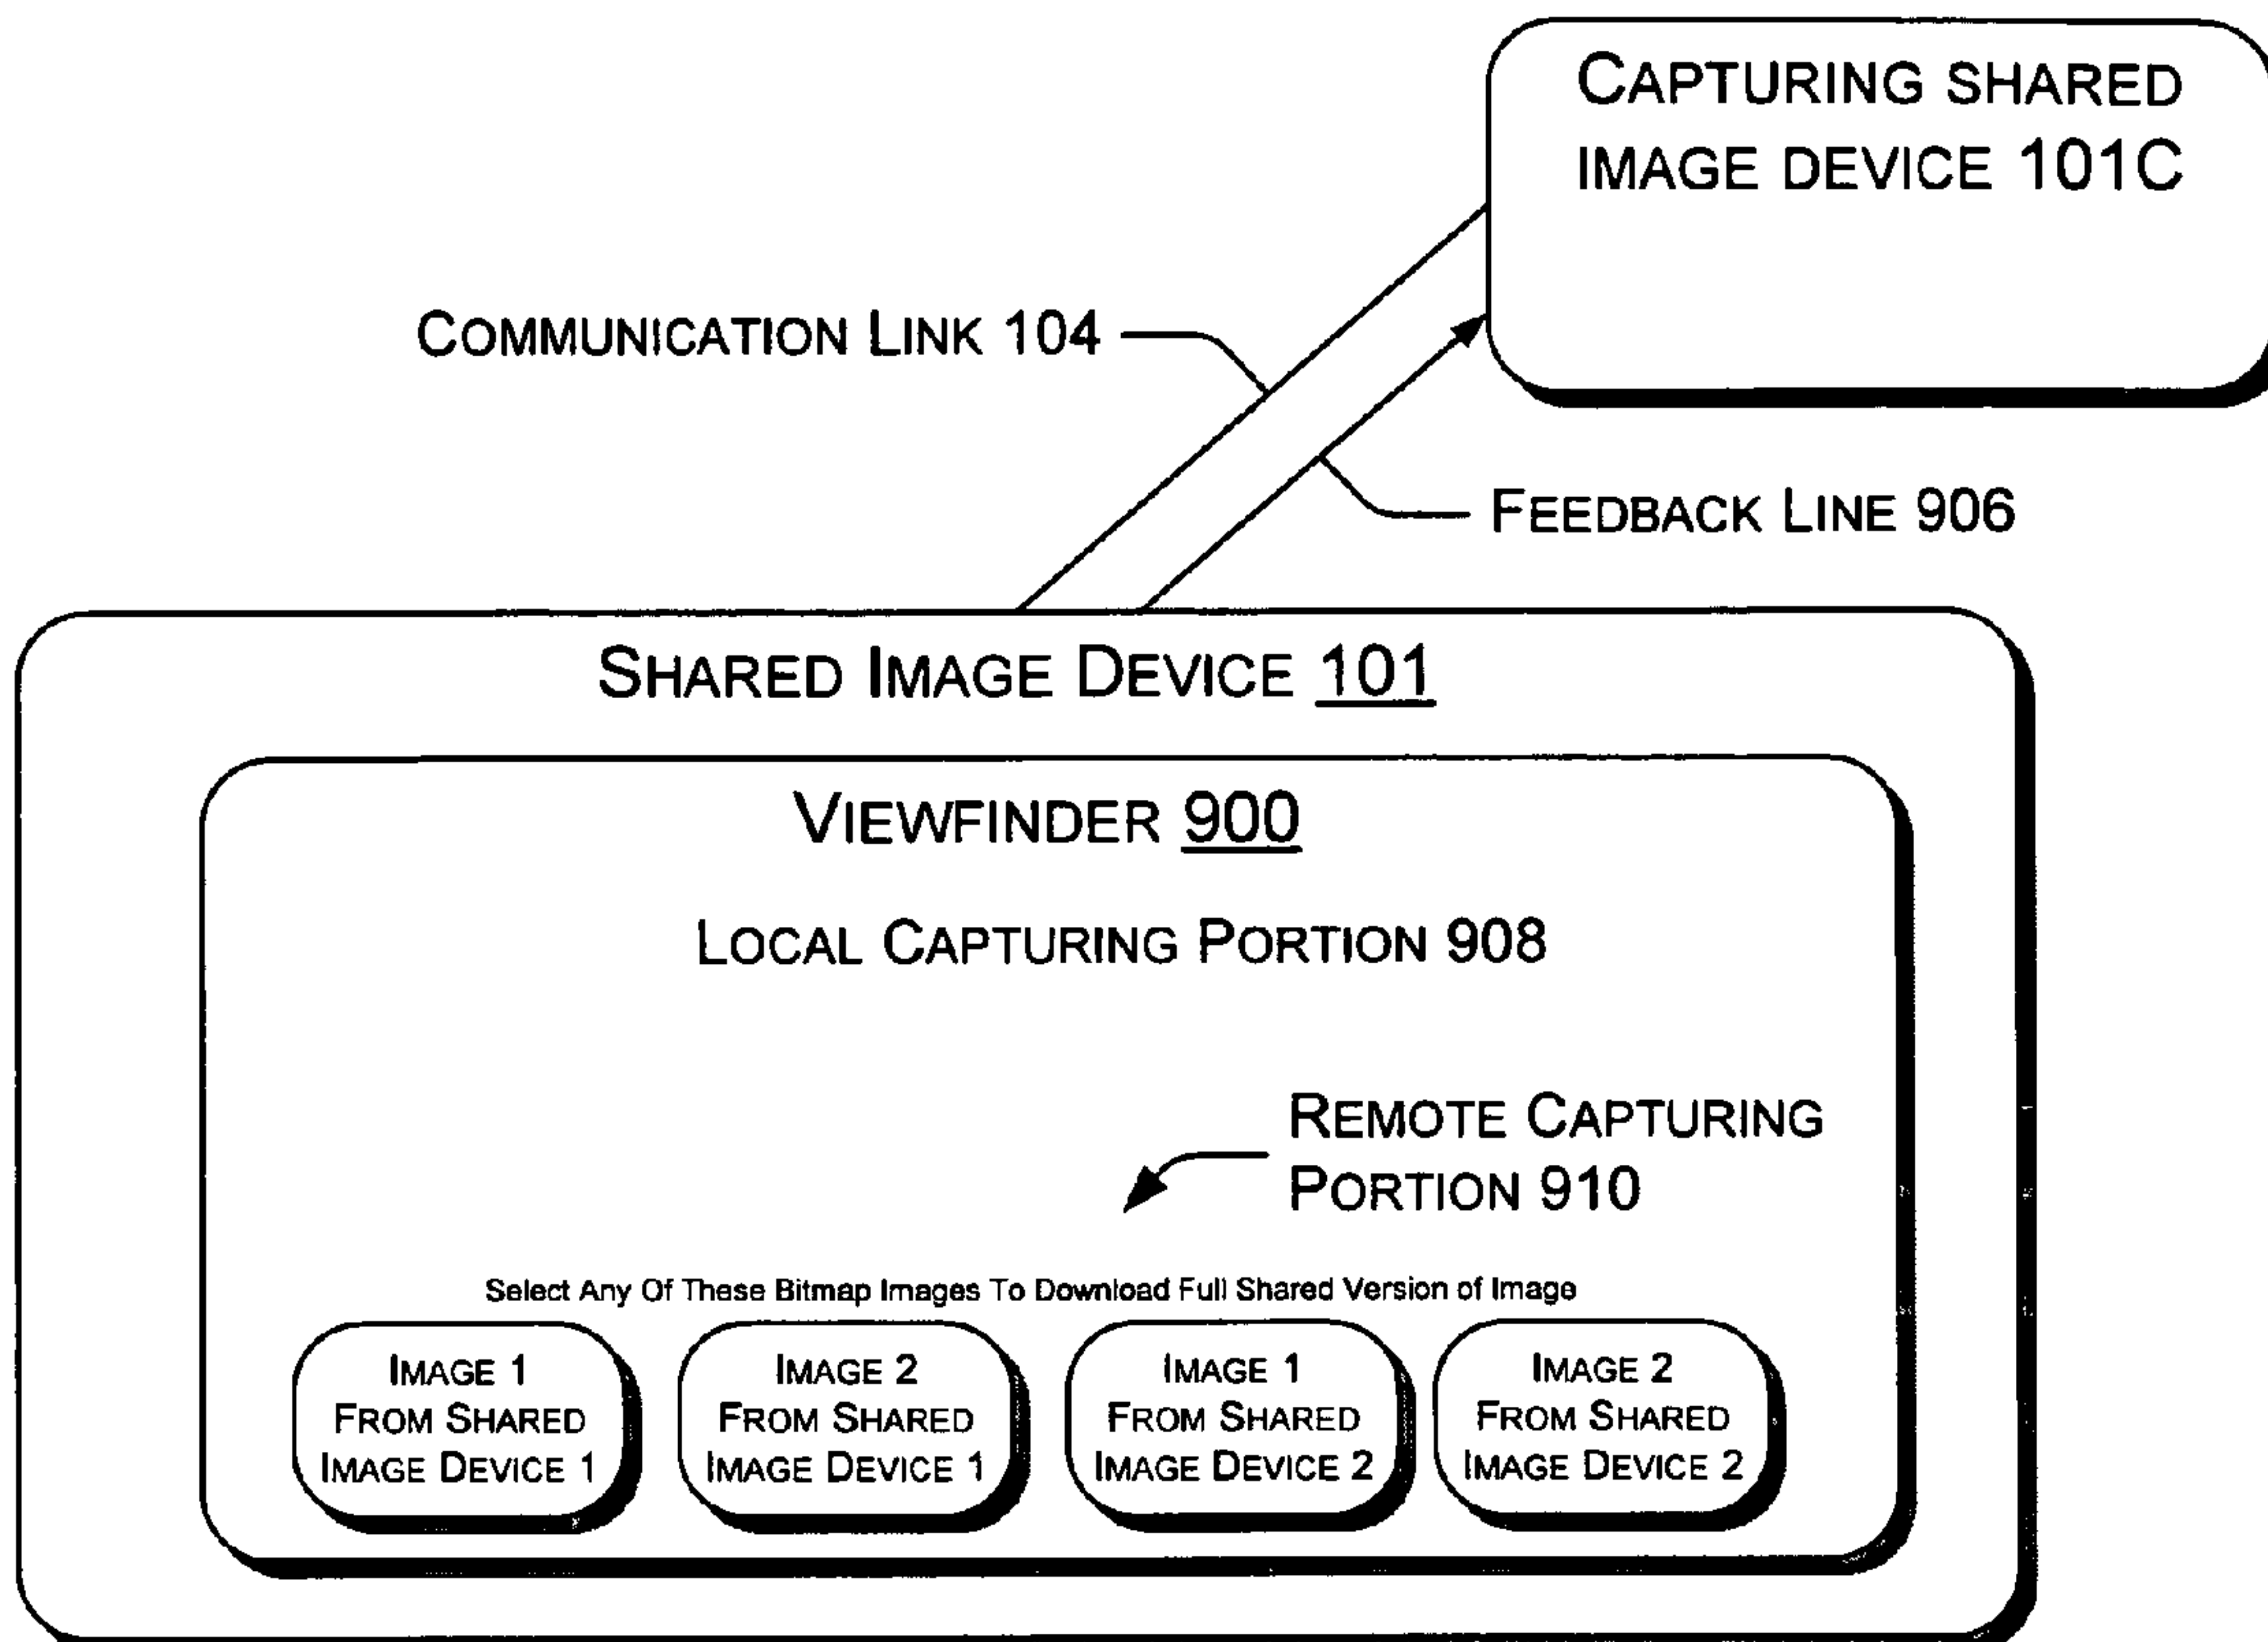 CAPTURING SHARED
IMAGE DEVICE 101C
COMMUNICATION LINK 104
FEEDBACK LINE 906
SHARED IMAGE DEVICE 101
VIEWFINDER 900
LOCAL CAPTURING PORTION 908
REMOTE CAPTURING
PORTION 910
Select Any Of These Bitmap Images To Download Full Shared Version of Image
IMAGE 1
FROM SHARED
IMAGE DEVICE 1
IMAGE 2
FROM SHARED
IMAGE DEVICE 1
IMAGE 1
FROM SHARED
IMAGE DEVICE 2
IMAGE 2
FROM SHARED
IMAGE DEVICE 2